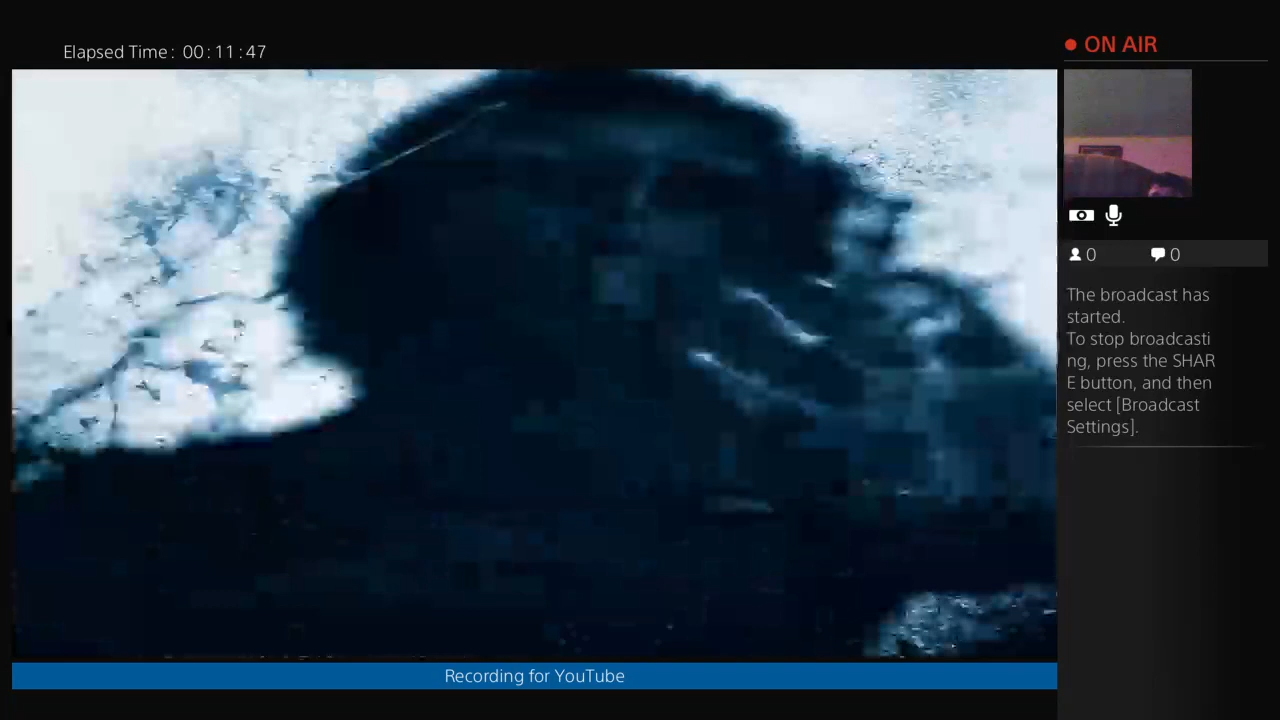 Elapsed Time: 00:11:47
ON AIR
0 0
The broadcast has
started.
To stop broadcasti
ng, press the SHAR
E button, and then
select [Broadcast
Settings].
Recording for YouTube